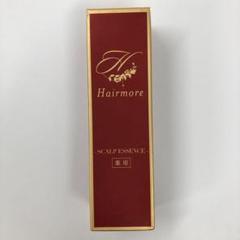 H
Hairmore
- SCALP ESSENCE -
薬用